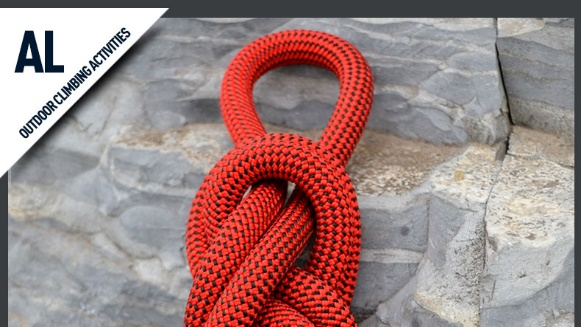 AL
OUTDOOR CLIMBING ACTIVITIES